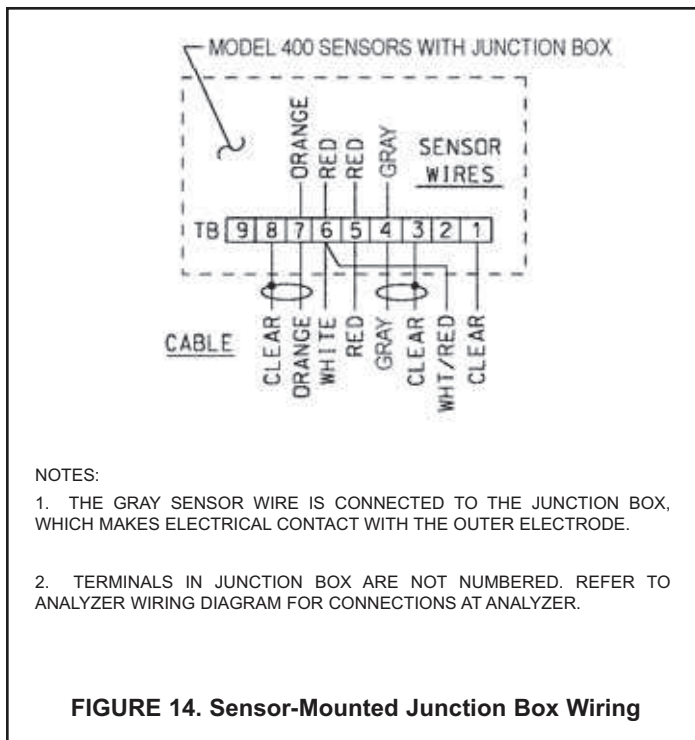 MODEL 400 SENSORS WITH JUNCTION BOX
ORANGE
RED
RED
GRAY
SENSOR
WIRES
TB 9 8 7 6 5 4 3 2 1
CABLE
CLEAR
ORANGE
WHITE
RED
GRAY
CLEAR
WHT/RED
CLEAR
NOTES:
1. THE GRAY SENSOR WIRE IS CONNECTED TO THE JUNCTION BOX,
WHICH MAKES ELECTRICAL CONTACT WITH THE OUTER ELECTRODE.
2. TERMINALS IN JUNCTION BOX ARE NOT NUMBERED. REFER TO
ANALYZER WIRING DIAGRAM FOR CONNECTIONS AT ANALYZER.
FIGURE 14. Sensor-Mounted Junction Box Wiring